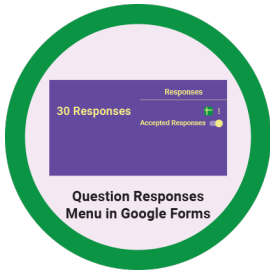 Responses
30 Responses
Accepted Responses
Question Responses
Menu in Google Forms